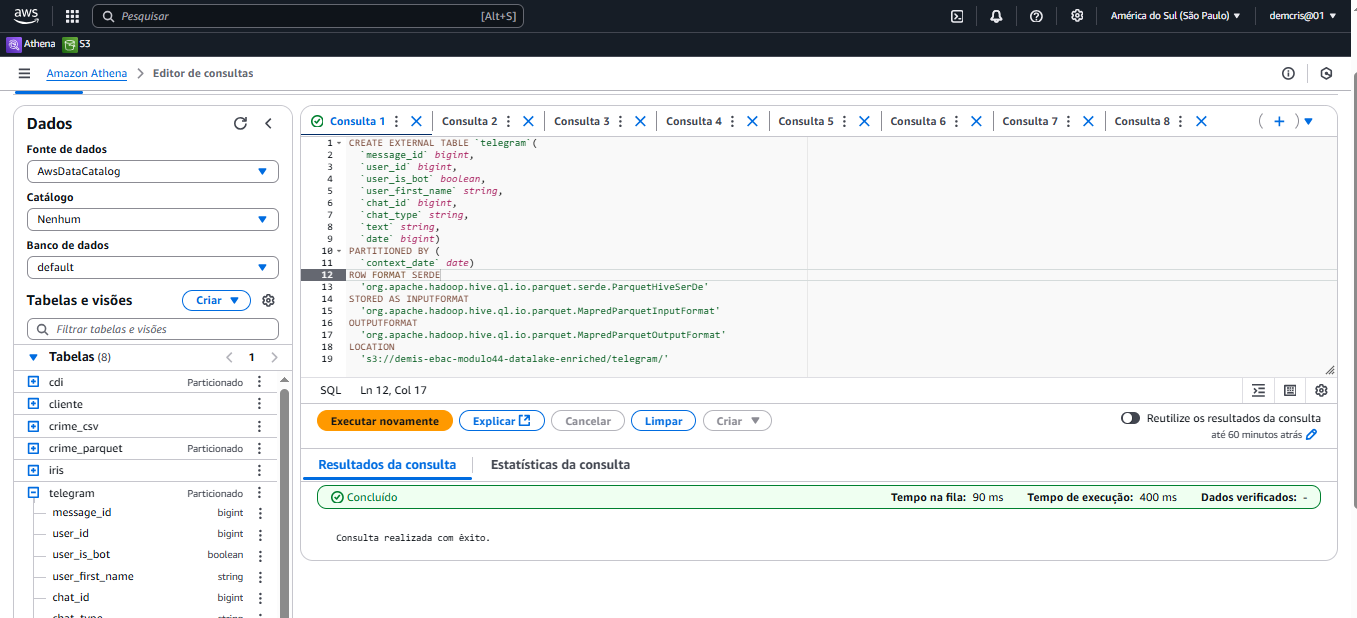 aws
Pesquisar [Alt+S] América do Sul (São Paulo) demcris@01
Athena S3
Amazon Athena Editor de consultas
Dados
Fonte de dados
AwsDataCatalog
Catálogo
Nenhum
Banco de dados
default
Tabelas e visões Criar
Filtrar tabelas e visões
Tabelas (8) 1
cdi Particionado
cliente
crime_csv
crime_parquet Particionado
iris
telegram Particionado
message_id bigint
user_id bigint
user_is_bot boolean
user_first_name string
chat_id bigint
chat_type string
Consulta 1 Consulta 2 Consulta 3 Consulta 4 Consulta 5 Consulta 6 Consulta 7 Consulta 8
1 CREATE EXTERNAL TABLE `telegram`(
2 `message_id` bigint,
3 `user_id` bigint,
4 `user_is_bot` boolean,
5 `user_first_name` string,
6 `chat_id` bigint,
7 `chat_type` string,
8 `text` string,
9 `date` bigint)
10 PARTITIONED BY (
11 `context_date` date)
12 ROW FORMAT SERDE
13 'org.apache.hadoop.hive.ql.io.parquet.serde.ParquetHiveSerDe'
14 STORED AS INPUTFORMAT
15 'org.apache.hadoop.hive.ql.io.parquet.MapredParquetInputFormat'
16 OUTPUTFORMAT
17 'org.apache.hadoop.hive.ql.io.parquet.MapredParquetOutputFormat'
18 LOCATION
19 's3://demis-ebac-modulo44-datalake-enriched/telegram/'
SQL Ln 12, Col 17
Executar novamente Explicar Cancelar Limpar Criar Reutilize os resultados da consulta
até 60 minutos atrás
Resultados da consulta Estatísticas da consulta
Concluído Tempo na fila: 90 ms Tempo de execução: 400 ms Dados verificados: -
Consulta realizada com êxito.